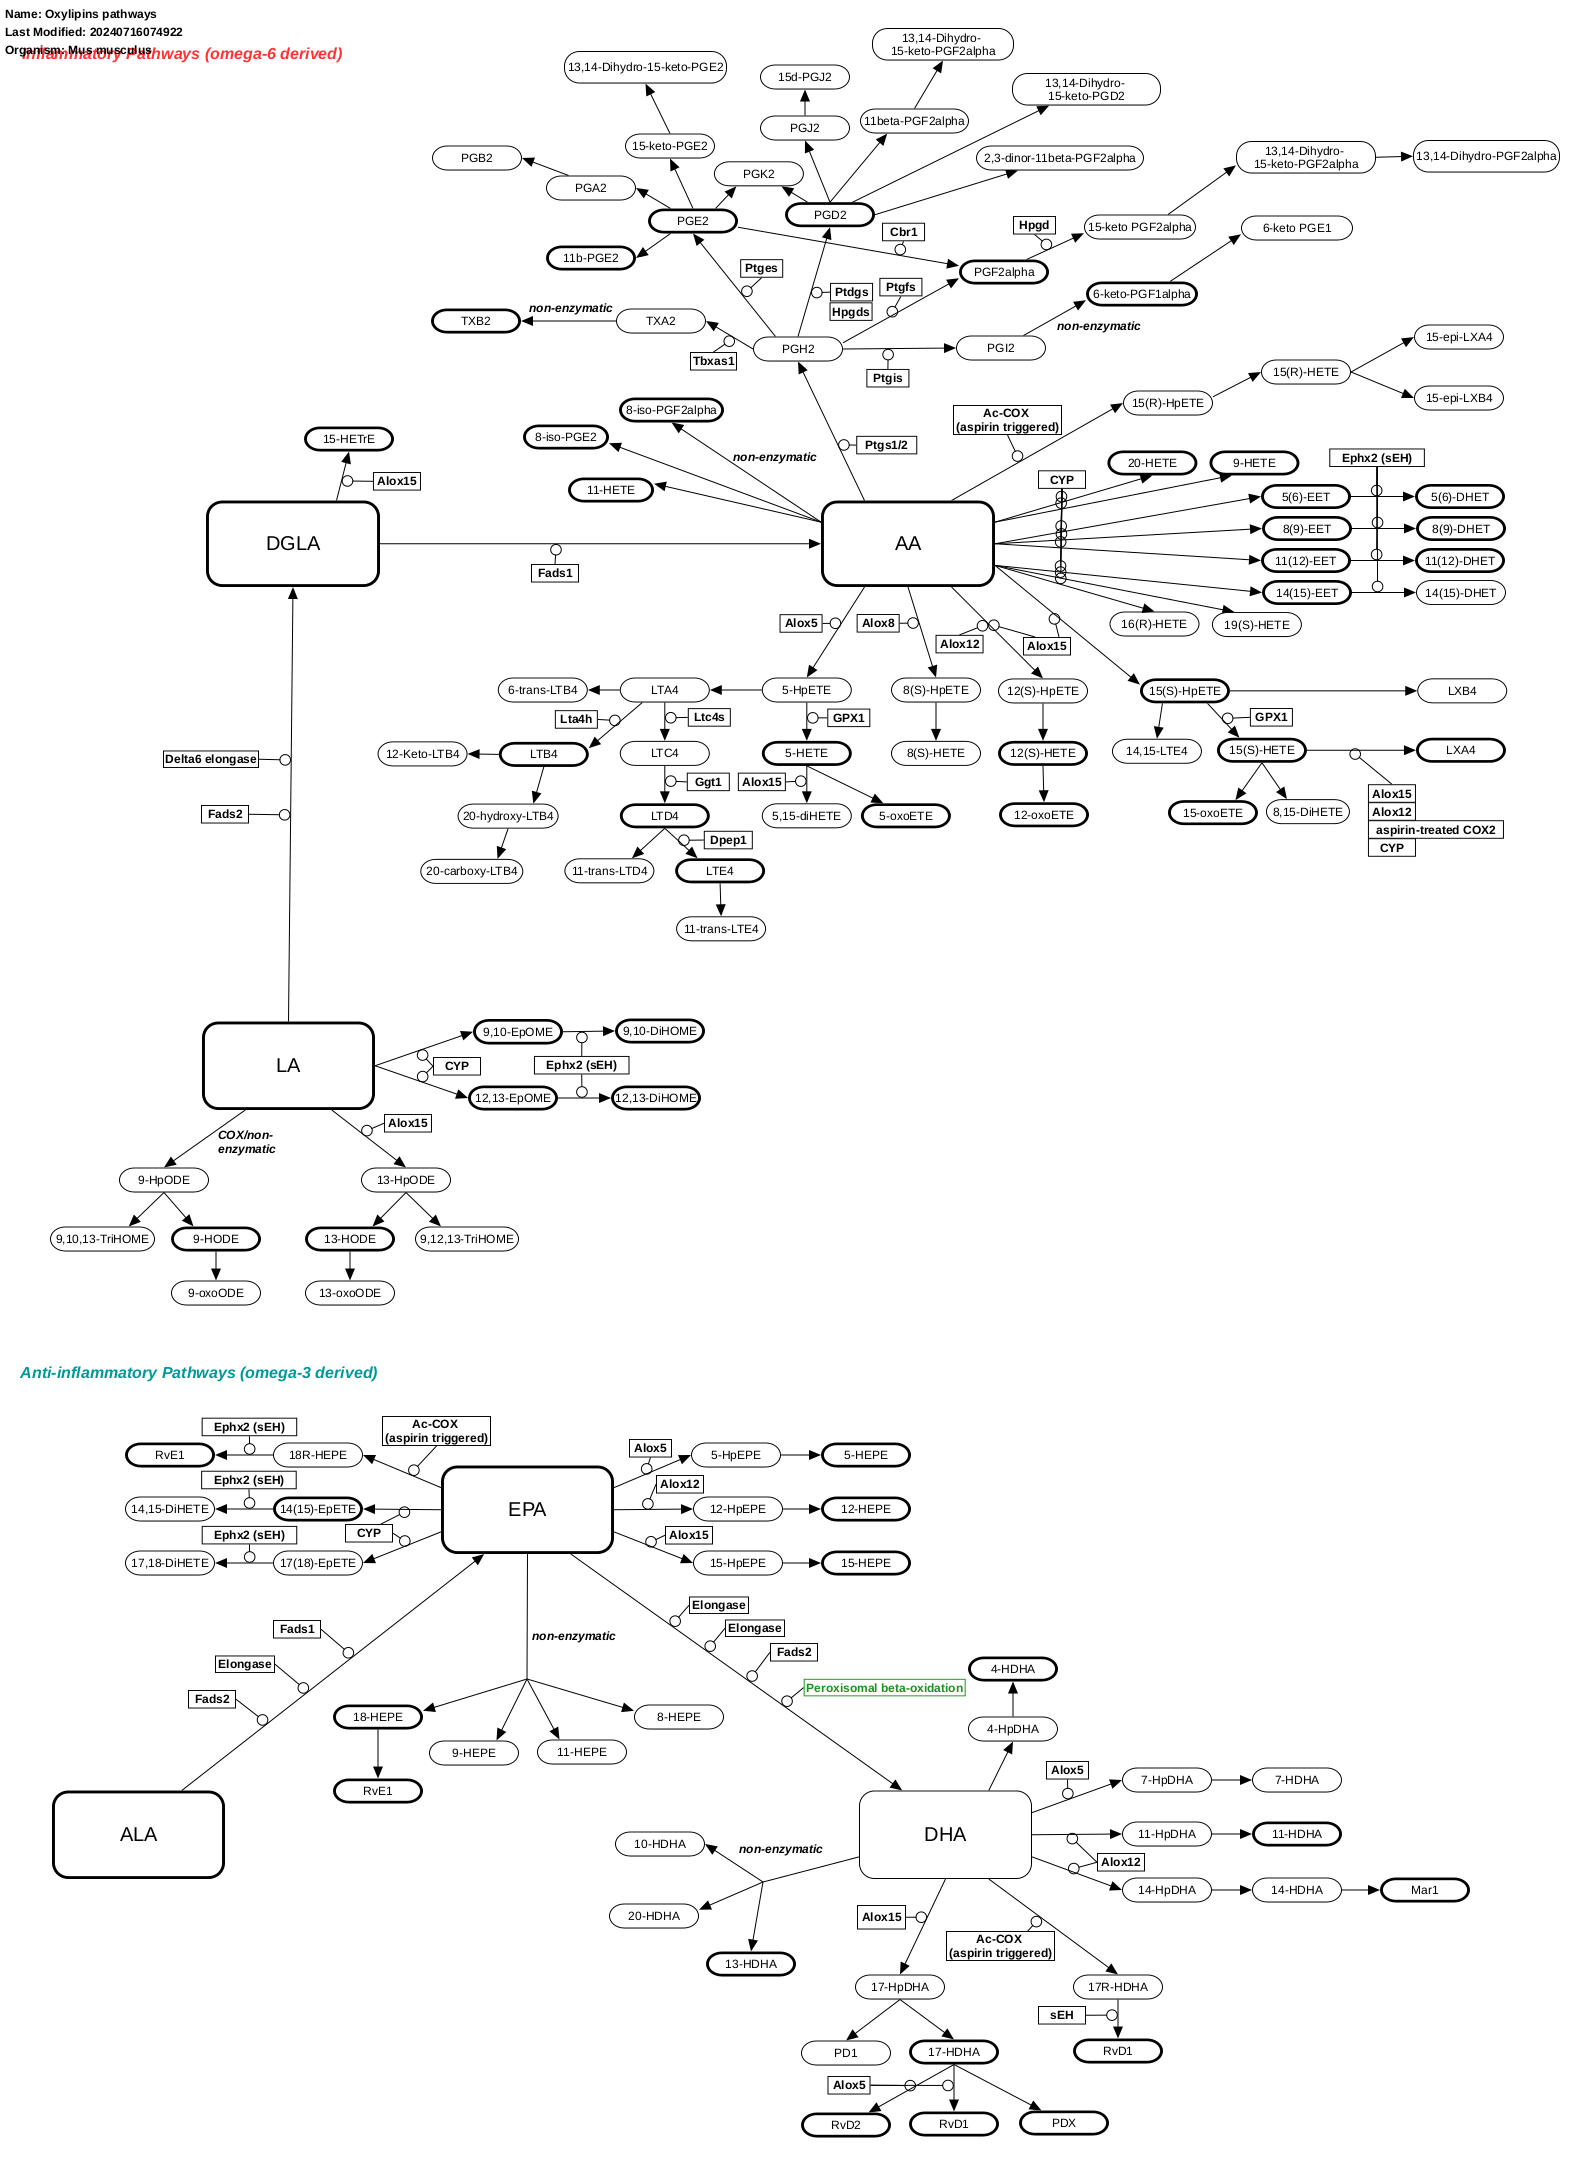 Name: Oxylipins pathways
Last Modified: 20240716074922
Organism: Mus musculus
Inflammatory Pathways (omega-6 derived)
13,14-Dihydro-
15-keto-PGF2alpha
13,14-Dihydro-15-keto-PGE2
15d-PGJ2
13,14-Dihydro-
15-keto-PGD2
PGJ2
11beta-PGF2alpha
15-keto-PGE2
PGB2
2,3-dinor-11beta-PGF2alpha
13,14-Dihydro-
15-keto-PGF2alpha
13,14-Dihydro-PGF2alpha
PGK2
PGA2
PGE2
PGD2
Cbr1
Hpgd
15-keto PGF2alpha
6-keto PGE1
11b-PGE2
Ptges
PGF2alpha
Ptdgs
Ptgfs
6-keto-PGF1alpha
Hpgds
non-enzymatic
TXB2
TXA2
non-enzymatic
PGH2
PGI2
Tbxas1
Ptgis
15-epi-LXA4
15(R)-HETE
15-epi-LXB4
15(R)-HpETE
8-iso-PGF2alpha
Ac-COX
(aspirin triggered)
15-HETrE
8-iso-PGE2
Ptgs1/2
non-enzymatic
Alox15
11-HETE
20-HETE
9-HETE
Ephx2 (sEH)
CYP
5(6)-EET
5(6)-DHET
8(9)-EET
8(9)-DHET
DGLA
AA
11(12)-EET
11(12)-DHET
Fads1
14(15)-EET
14(15)-DHET
Alox5
Alox8
16(R)-HETE
19(S)-HETE
Alox12
Alox15
6-trans-LTB4
LTA4
5-HpETE
8(S)-HpETE
12(S)-HpETE
15(S)-HpETE
LXB4
Lta4h
Ltc4s
GPX1
GPX1
12-Keto-LTB4
LTB4
LTC4
5-HETE
8(S)-HETE
12(S)-HETE
14,15-LTE4
15(S)-HETE
LXA4
Delta6 elongase
Ggt1
Alox15
Alox15
Fads2
20-hydroxy-LTB4
LTD4
5,15-diHETE
5-oxoETE
12-oxoETE
15-oxoETE
8,15-DiHETE
Alox12
aspirin-treated COX2
CYP
Dpep1
20-carboxy-LTB4
11-trans-LTD4
LTE4
11-trans-LTE4
9,10-EpOME
9,10-DiHOME
LA
CYP
Ephx2 (sEH)
12,13-EpOME
12,13-DiHOME
Alox15
COX/non-
enzymatic
9-HpODE
13-HpODE
9,10,13-TriHOME
9-HODE
13-HODE
9,12,13-TriHOME
9-oxoODE
13-oxoODE
Anti-inflammatory Pathways (omega-3 derived)
Ephx2 (sEH)
Ac-COX
(aspirin triggered)
RvE1
18R-HEPE
Alox5
5-HpEPE
5-HEPE
Ephx2 (sEH)
Alox12
14,15-DiHETE
14(15)-EpETE
EPA
12-HpEPE
12-HEPE
Ephx2 (sEH)
CYP
Alox15
17,18-DiHETE
17(18)-EpETE
15-HpEPE
15-HEPE
Elongase
Fads1
Elongase
non-enzymatic
Fads2
Elongase
Peroxisomal beta-oxidation
4-HDHA
Fads2
18-HEPE
8-HEPE
4-HpDHA
9-HEPE
11-HEPE
Alox5
RvE1
7-HpDHA
7-HDHA
ALA
DHA
11-HpDHA
11-HDHA
10-HDHA
non-enzymatic
Alox12
14-HpDHA
14-HDHA
Mar1
20-HDHA
Alox15
Ac-COX
(aspirin triggered)
13-HDHA
17-HpDHA
17R-HDHA
sEH
PD1
17-HDHA
RvD1
Alox5
RvD2
RvD1
PDX